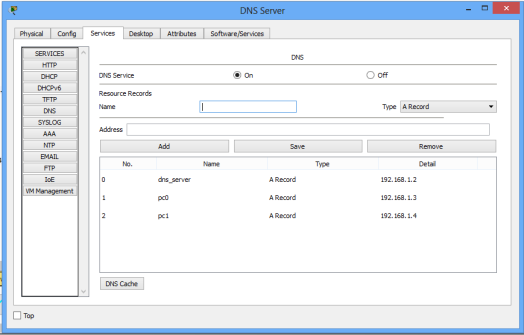 DNS Server
Physical Config Services Desktop Attributes Software/Services
SERVICES
HTTP
DHCP
DHCPv6
TFTP
DNS
SYSLOG
AAA
NTP
EMAIL
FTP
IoE
VM Management
DNS
DNS Service On Off
Resource Records
Name Type A Record
Address
Add Save Remove
No. Name Type Detail
0 dns_server A Record 192.168.1.2
1 pc0 A Record 192.168.1.3
2 pc1 A Record 192.168.1.4
DNS Cache
Top